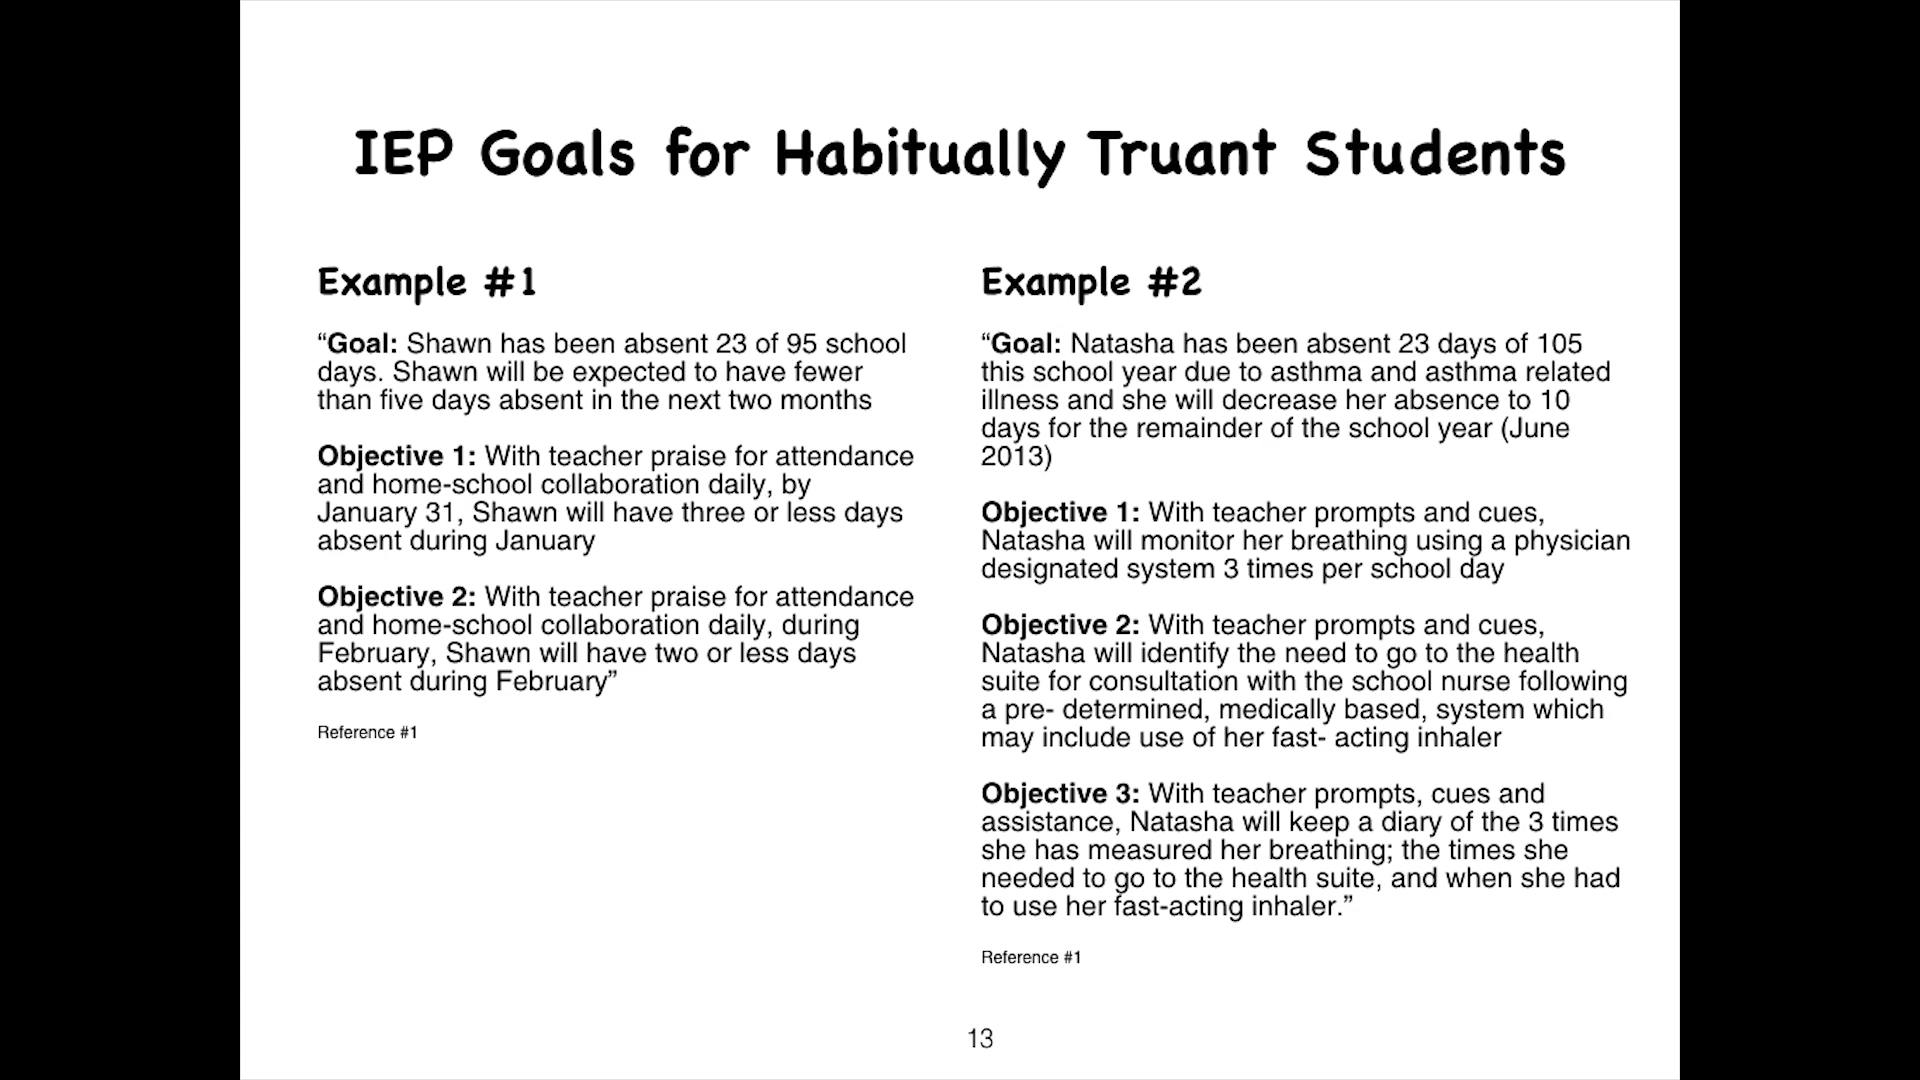 IEP Goals for Habitually Truant Students
Example #1
“Goal: Shawn has been absent 23 of 95 school
days. Shawn will be expected to have fewer
than five days absent in the next two months
Objective 1: With teacher praise for attendance
and home-school collaboration daily, by
January 31, Shawn will have three or less days
absent during January
Objective 2: With teacher praise for attendance
and home-school collaboration daily, during
February, Shawn will have two or less days
absent during February”
Reference #1
Example #2
“Goal: Natasha has been absent 23 days of 105
this school year due to asthma and asthma related
illness and she will decrease her absence to 10
days for the remainder of the school year (June
2013)
Objective 1: With teacher prompts and cues,
Natasha will monitor her breathing using a physician
designated system 3 times per school day
Objective 2: With teacher prompts and cues,
Natasha will identify the need to go to the health
suite for consultation with the school nurse following
a pre- determined, medically based, system which
may include use of her fast- acting inhaler
Objective 3: With teacher prompts, cues and
assistance, Natasha will keep a diary of the 3 times
she has measured her breathing; the times she
needed to go to the health suite, and when she had
to use her fast-acting inhaler.”
Reference #1
13